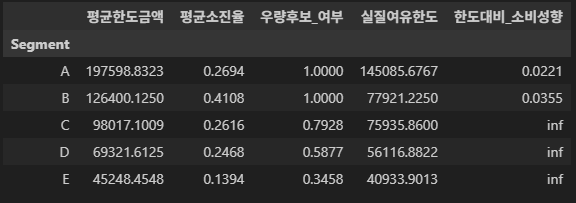 평균한도금액 평균소진율 우량후보_여부 실질여유한도 한도대비_소비성향
Segment
A 197598.8323 0.2694 1.0000 145085.6767 0.0221
B 126400.1250 0.4108 1.0000 77921.2250 0.0355
C 98017.1009 0.2616 0.7928 75935.8600 inf
D 69321.6125 0.2468 0.5877 56116.8822 inf
E 45248.4548 0.1394 0.3458 40933.9013 inf